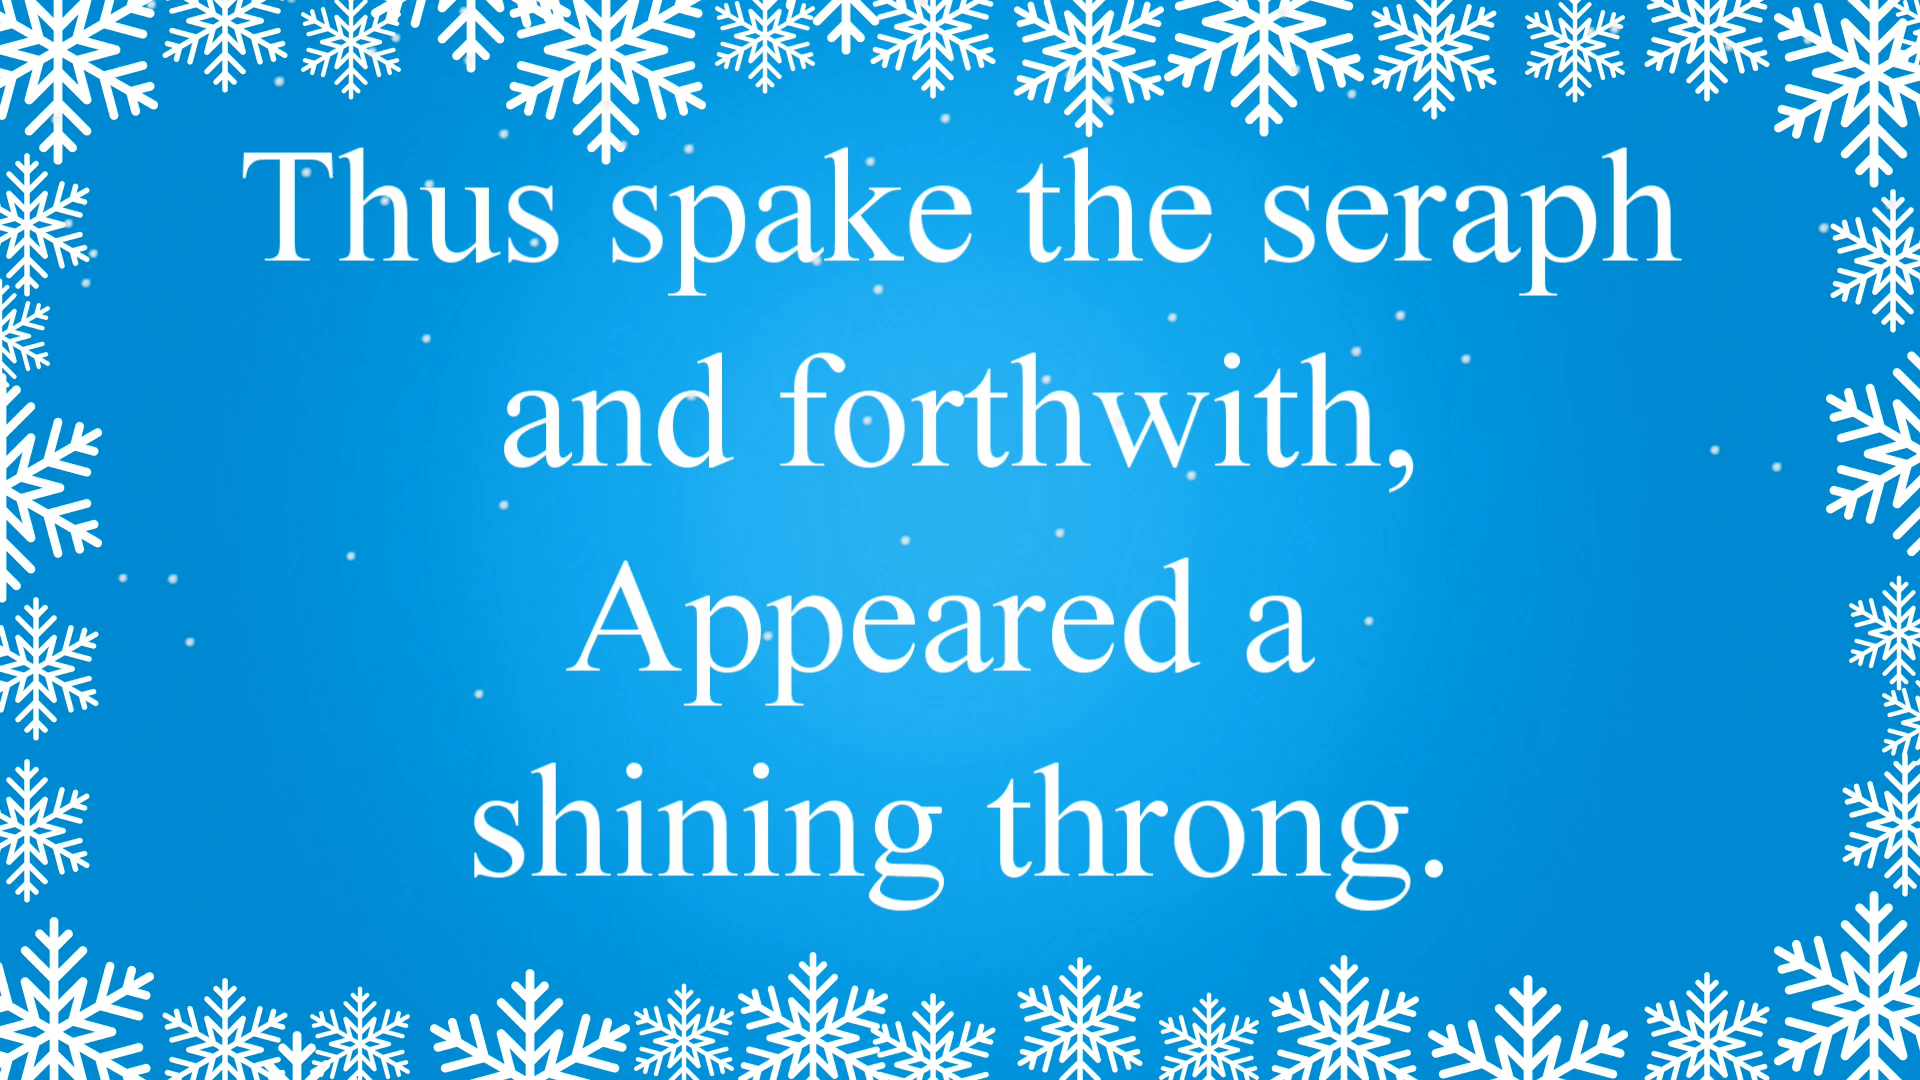 Thus spake the seraph
and forthwith,
Appeared a
shining throng.